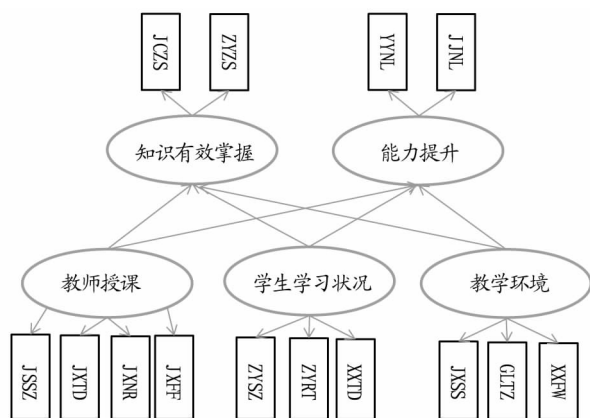 JCZS
ZYZS
YYNL
JJNL
知识有效掌握
能力提升
教师授课
学生学习状况
教学环境
JSSZ
JXTD
JXNR
JXFF
ZYSZ
ZYRT
XXTD
JXSS
GLTZ
XXFW